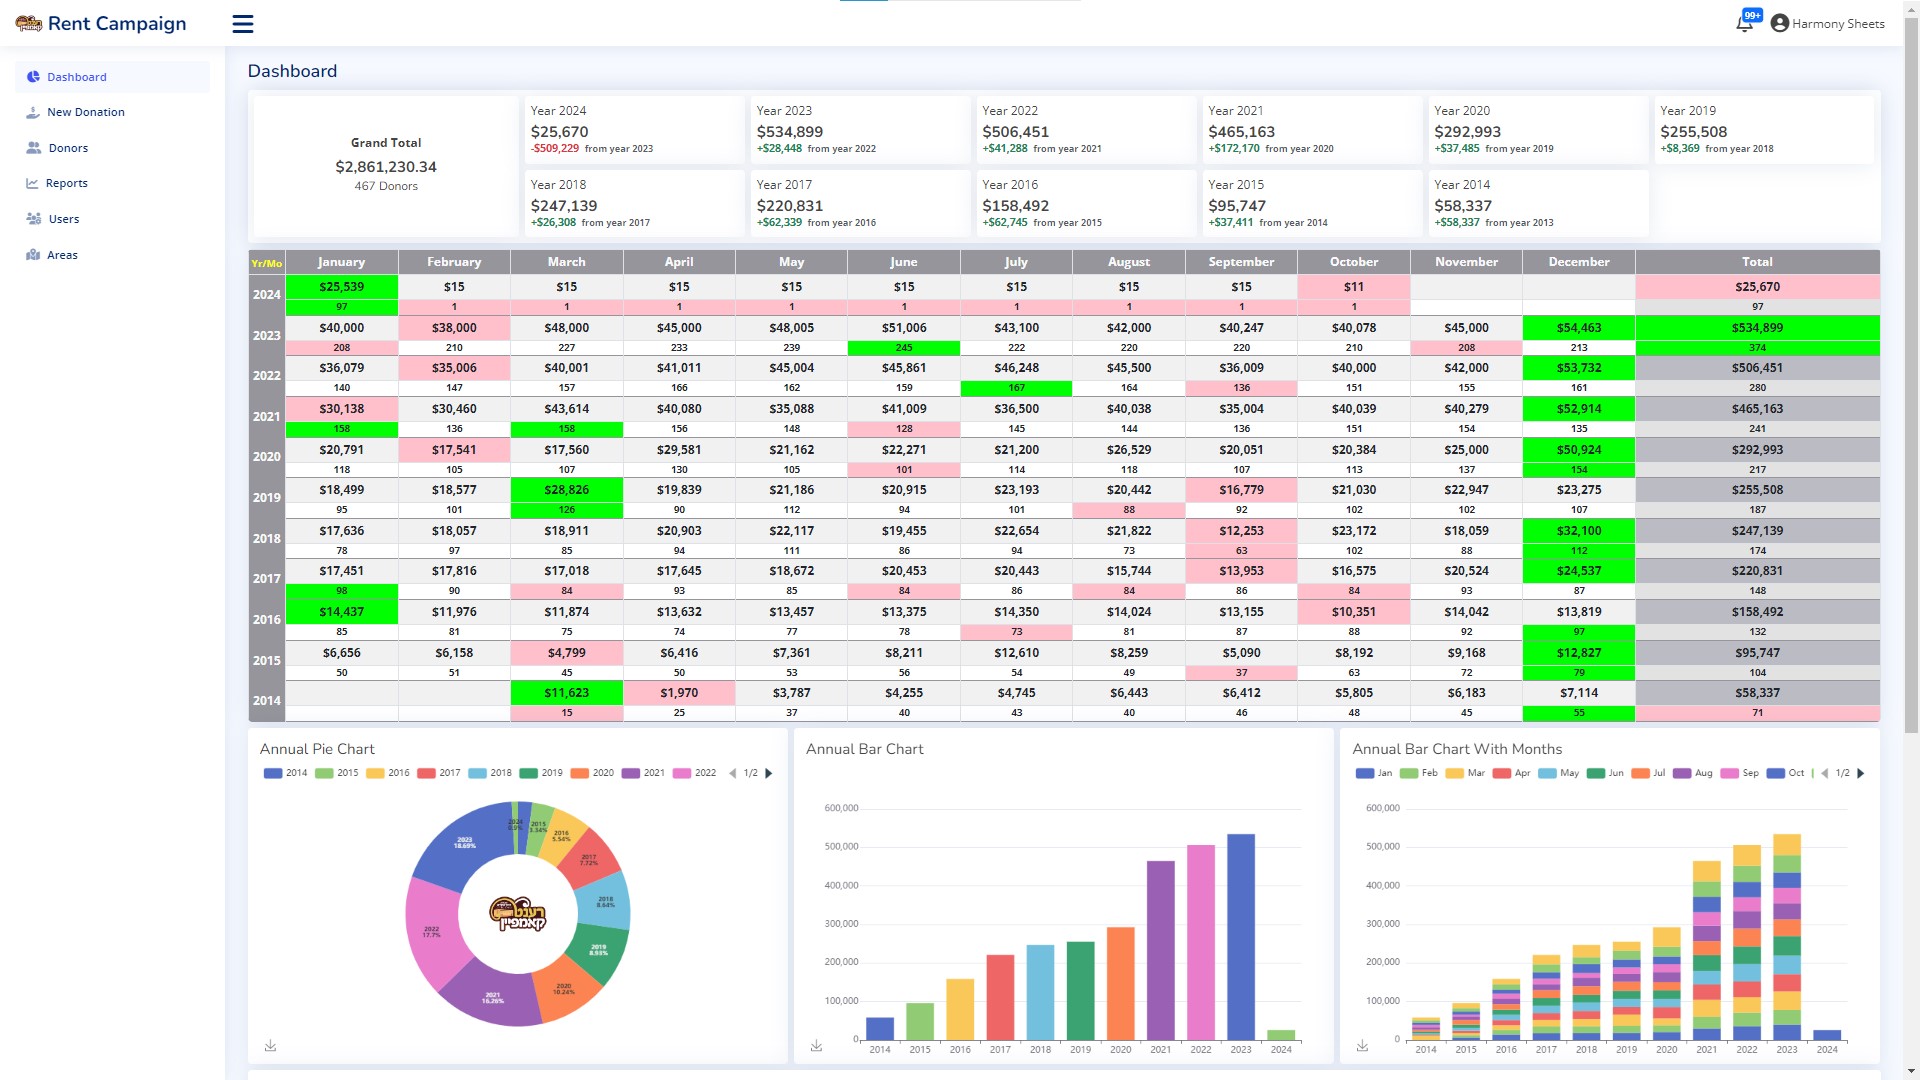 Rent Campaign
99+
Harmony Sheets
Dashboard
New Donation
Donors
Reports
Users
Areas
Dashboard
Grand Total
$2,861,230.34
467 Donors
Year 2024
$25,670
-$509,229 from year 2023
Year 2023
$534,899
+$28,448 from year 2022
Year 2022
$506,451
+$41,288 from year 2021
Year 2021
$465,163
+$172,170 from year 2020
Year 2020
$292,993
+$37,485 from year 2019
Year 2019
$255,508
+$8,369 from year 2018
Year 2018
$247,139
+$26,308 from year 2017
Year 2017
$220,831
+$62,339 from year 2016
Year 2016
$158,492
+$62,745 from year 2015
Year 2015
$95,747
+$37,411 from year 2014
Year 2014
$58,337
+$58,337 from year 2013
Yr/Mo January February March April May June July August September October November December Total
2024 $25,539 $15 $15 $15 $15 $15 $15 $15 $15 $11 $25,670
97 1 1 1 1 1 1 1 1 1 97
2023 $40,000 $38,000 $48,000 $45,000 $48,005 $51,006 $43,100 $42,000 $40,247 $40,078 $45,000 $54,463 $534,899
208 210 227 233 239 245 222 220 220 210 208 213 374
2022 $36,079 $35,006 $40,001 $41,011 $45,004 $45,861 $46,248 $45,500 $36,009 $40,000 $42,000 $53,732 $506,451
140 147 157 166 162 159 167 164 136 151 155 161 280
2021 $30,138 $30,460 $43,614 $40,080 $35,088 $41,009 $36,500 $40,038 $35,004 $40,039 $40,279 $52,914 $465,163
158 136 158 156 148 128 145 144 136 151 154 135 241
2020 $20,791 $17,541 $17,560 $29,581 $21,162 $22,271 $21,200 $26,529 $20,051 $20,384 $25,000 $50,924 $292,993
118 105 107 130 105 101 114 118 107 113 137 154 217
2019 $18,499 $18,577 $28,826 $19,839 $21,186 $20,915 $23,193 $20,442 $16,779 $21,030 $22,947 $23,275 $255,508
95 101 126 90 112 94 101 88 92 102 102 107 187
2018 $17,636 $18,057 $18,911 $20,903 $22,117 $19,455 $22,654 $21,822 $12,253 $23,172 $18,059 $32,100 $247,139
78 97 85 94 111 86 94 73 63 102 88 112 174
2017 $17,451 $17,816 $17,018 $17,645 $18,672 $20,453 $20,443 $15,744 $13,953 $16,575 $20,524 $24,537 $220,831
98 90 84 93 85 84 86 84 86 84 93 87 148
2016 $14,437 $11,976 $11,874 $13,632 $13,457 $13,375 $14,350 $14,024 $13,155 $10,351 $14,042 $13,819 $158,492
85 81 75 74 77 78 73 81 87 88 92 97 132
2015 $6,656 $6,158 $4,799 $6,416 $7,361 $8,211 $12,610 $8,259 $5,090 $8,192 $9,168 $12,827 $95,747
50 51 45 50 53 56 54 49 37 63 72 79 104
2014 $11,623 $1,970 $3,787 $4,255 $4,745 $6,443 $6,412 $5,805 $6,183 $7,114 $58,337
15 25 37 40 43 40 46 48 45 55 71
Annual Pie Chart
2014 2015 2016 2017 2018 2019 2020 2021 2022 1/2
2015
3.34%
2016
5.54%
2017
7.72%
2018
8.64%
2019
8.93%
2020
10.24%
2021
16.26%
2022
17.7%
2023
18.69%
רענט
קאמפיין
Annual Bar Chart
600,000
500,000
400,000
300,000
200,000
100,000
0
2014 2015 2016 2017 2018 2019 2020 2021 2022 2023 2024
Annual Bar Chart With Months
Jan Feb Mar Apr May Jun Jul Aug Sep Oct 1/2
600,000
500,000
400,000
300,000
200,000
100,000
0
2014 2015 2016 2017 2018 2019 2020 2021 2022 2023 2024